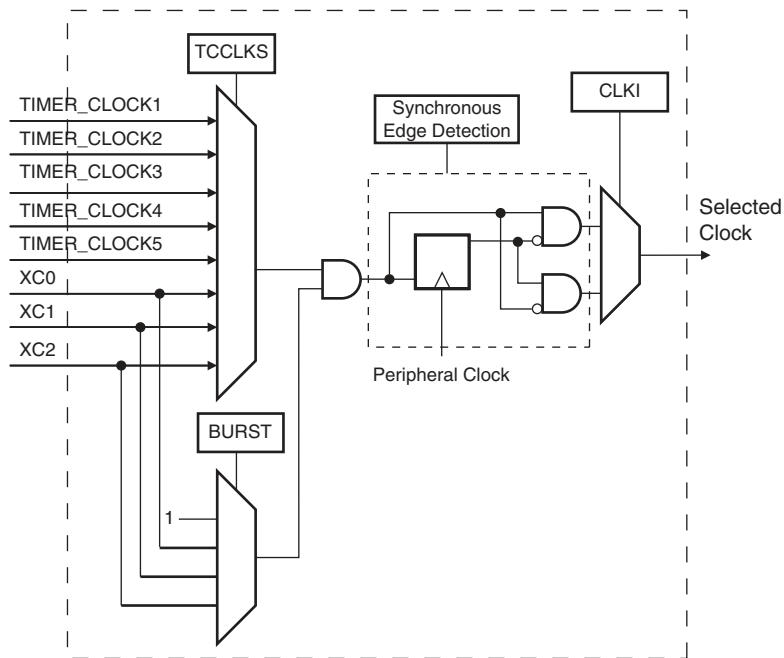 TCCLKS
CLKI
TIMER_CLOCK1
Synchronous
Edge Detection
TIMER_CLOCK2
TIMER_CLOCK3
TIMER_CLOCK4
Selected
Clock
TIMER_CLOCK5
XC0
XC1
XC2
Peripheral Clock
BURST
1